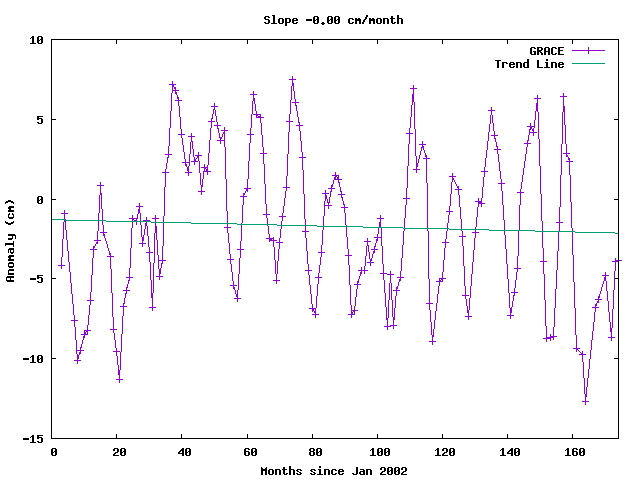 Slope -0.00 cm/month
10
5
0
-5
-10
-15
Anomaly (cm)
GRACE
Trend Line
0 20 40 60 80 100 120 140 160
Months since Jan 2002